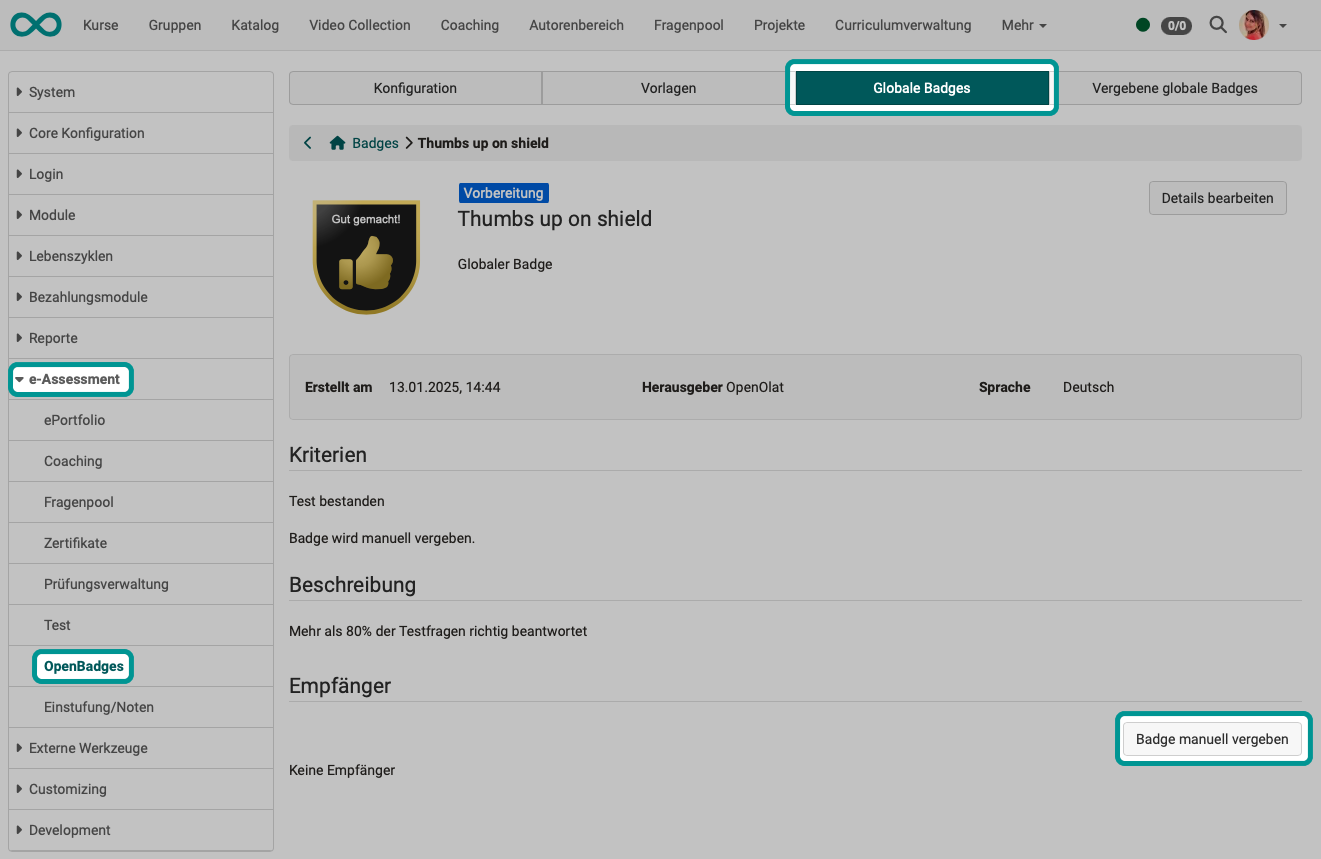 Kurse Gruppen Katalog Video Collection Coaching Autorenbereich Fragenpool Projekte Curriculumverwaltung Mehr 0/0
System
Core Konfiguration
Login
Module
Lebenszyklen
Bezahlungsmodule
Reporte
e-Assessment
ePortfolio
Coaching
Fragenpool
Zertifikate
Prüfungsverwaltung
Test
OpenBadges
Einstufung/Noten
Externe Werkzeuge
Customizing
Development
Konfiguration Vorlagen Globale Badges Vergebene globale Badges
Badges Thumbs up on shield
Gut gemacht!
Vorbereitung
Thumbs up on shield
Globaler Badge
Details bearbeiten
Erstellt am 13.01.2025, 14:44 Herausgeber OpenOlat Sprache Deutsch
Kriterien
Test bestanden
Badge wird manuell vergeben.
Beschreibung
Mehr als 80% der Testfragen richtig beantwortet
Empfänger
Badge manuell vergeben
Keine Empfänger